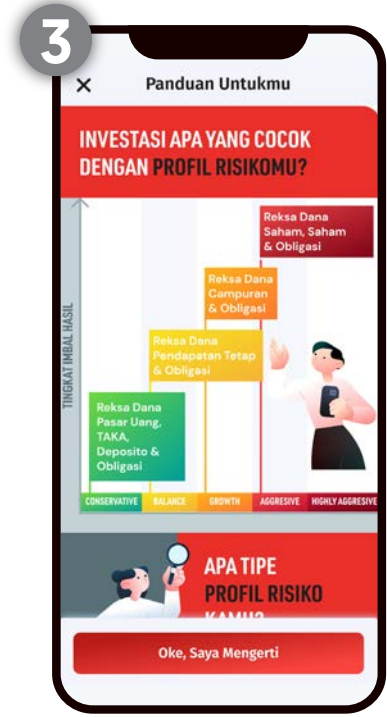 3
Panduan Untukmu
INVESTASI APA YANG COCOK
DENGAN PROFIL RISIKOMU?
TINGKAT IMBAL HASIL
Reksa Dana
Saham, Saham
& Obligasi
Reksa Dana
Campuran
& Obligasi
Reksa Dana
Pendapatan Tetap
& Obligasi
Reksa Dana
Pasar Uang,
TAKA,
Deposito &
Obligasi
CONSERVATIVE BALANCE GROWTH AGGRESIVE HIGHLY AGGRESIVE
APA TIPE
PROFIL RISIKO
KAMU?
Oke, Saya Mengerti